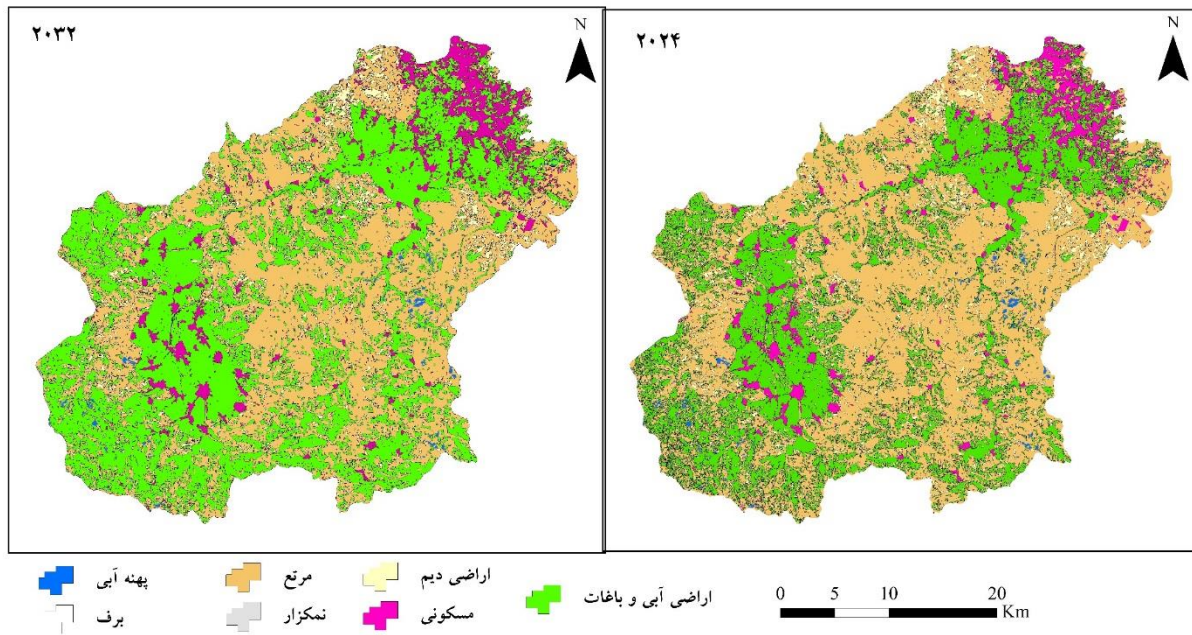 ۲۰۳۲
N
۲۰۲۴
N
اراضی آبی و باغات
اراضی دیم
مرتع
پهنه آبی
مسکونی
نمکزار
برف
0 5 10 20
Km